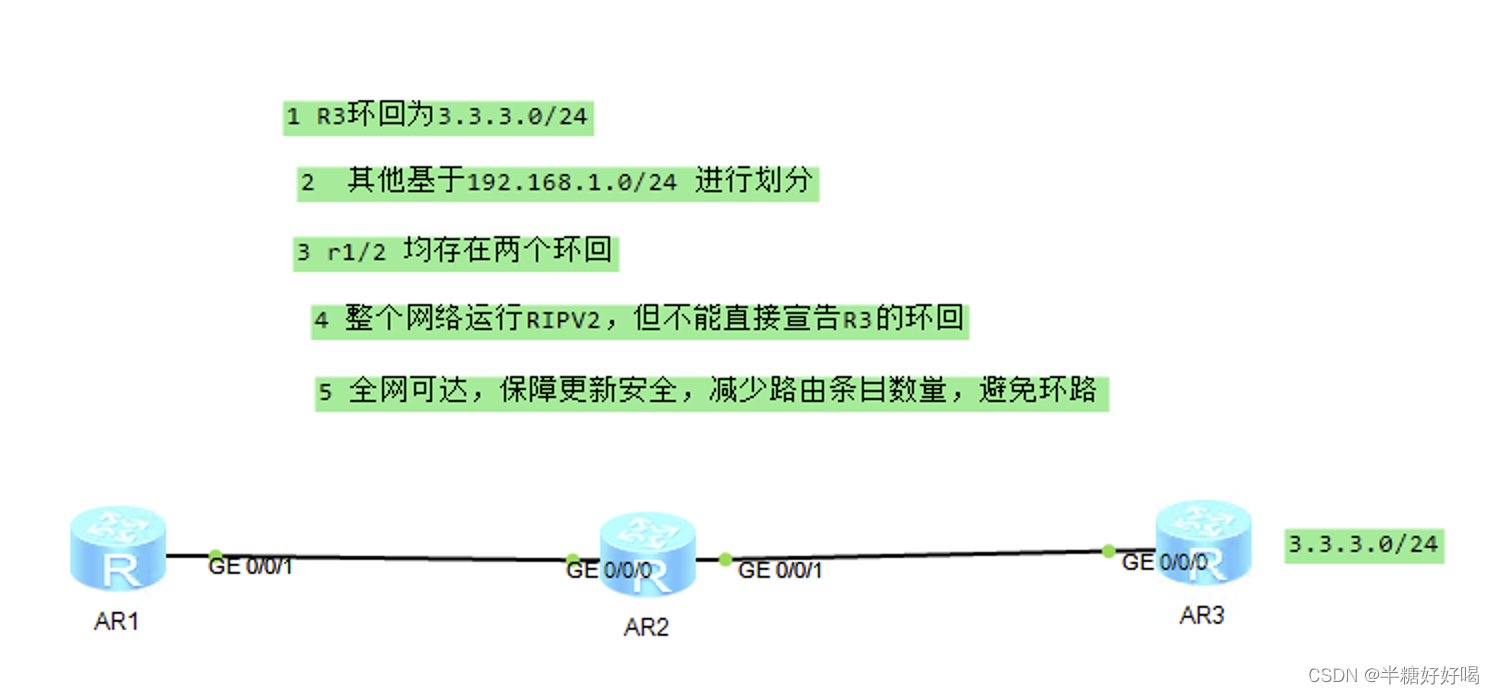 1 R3环回为3.3.3.0/24
2 其他基于192.168.1.0/24 进行划分
3 r1/2 均存在两个环回
4 整个网络运行RIPV2，但不能直接宣告R3的环回
5 全网可达，保障更新安全，减少路由条目数量，避免环路
R
GE 0/0/1
GE 0/0/0
R
GE 0/0/1
GE 0/0/0
R
3.3.3.0/24
AR1
AR2
AR3
CSDN @半糖好好喝